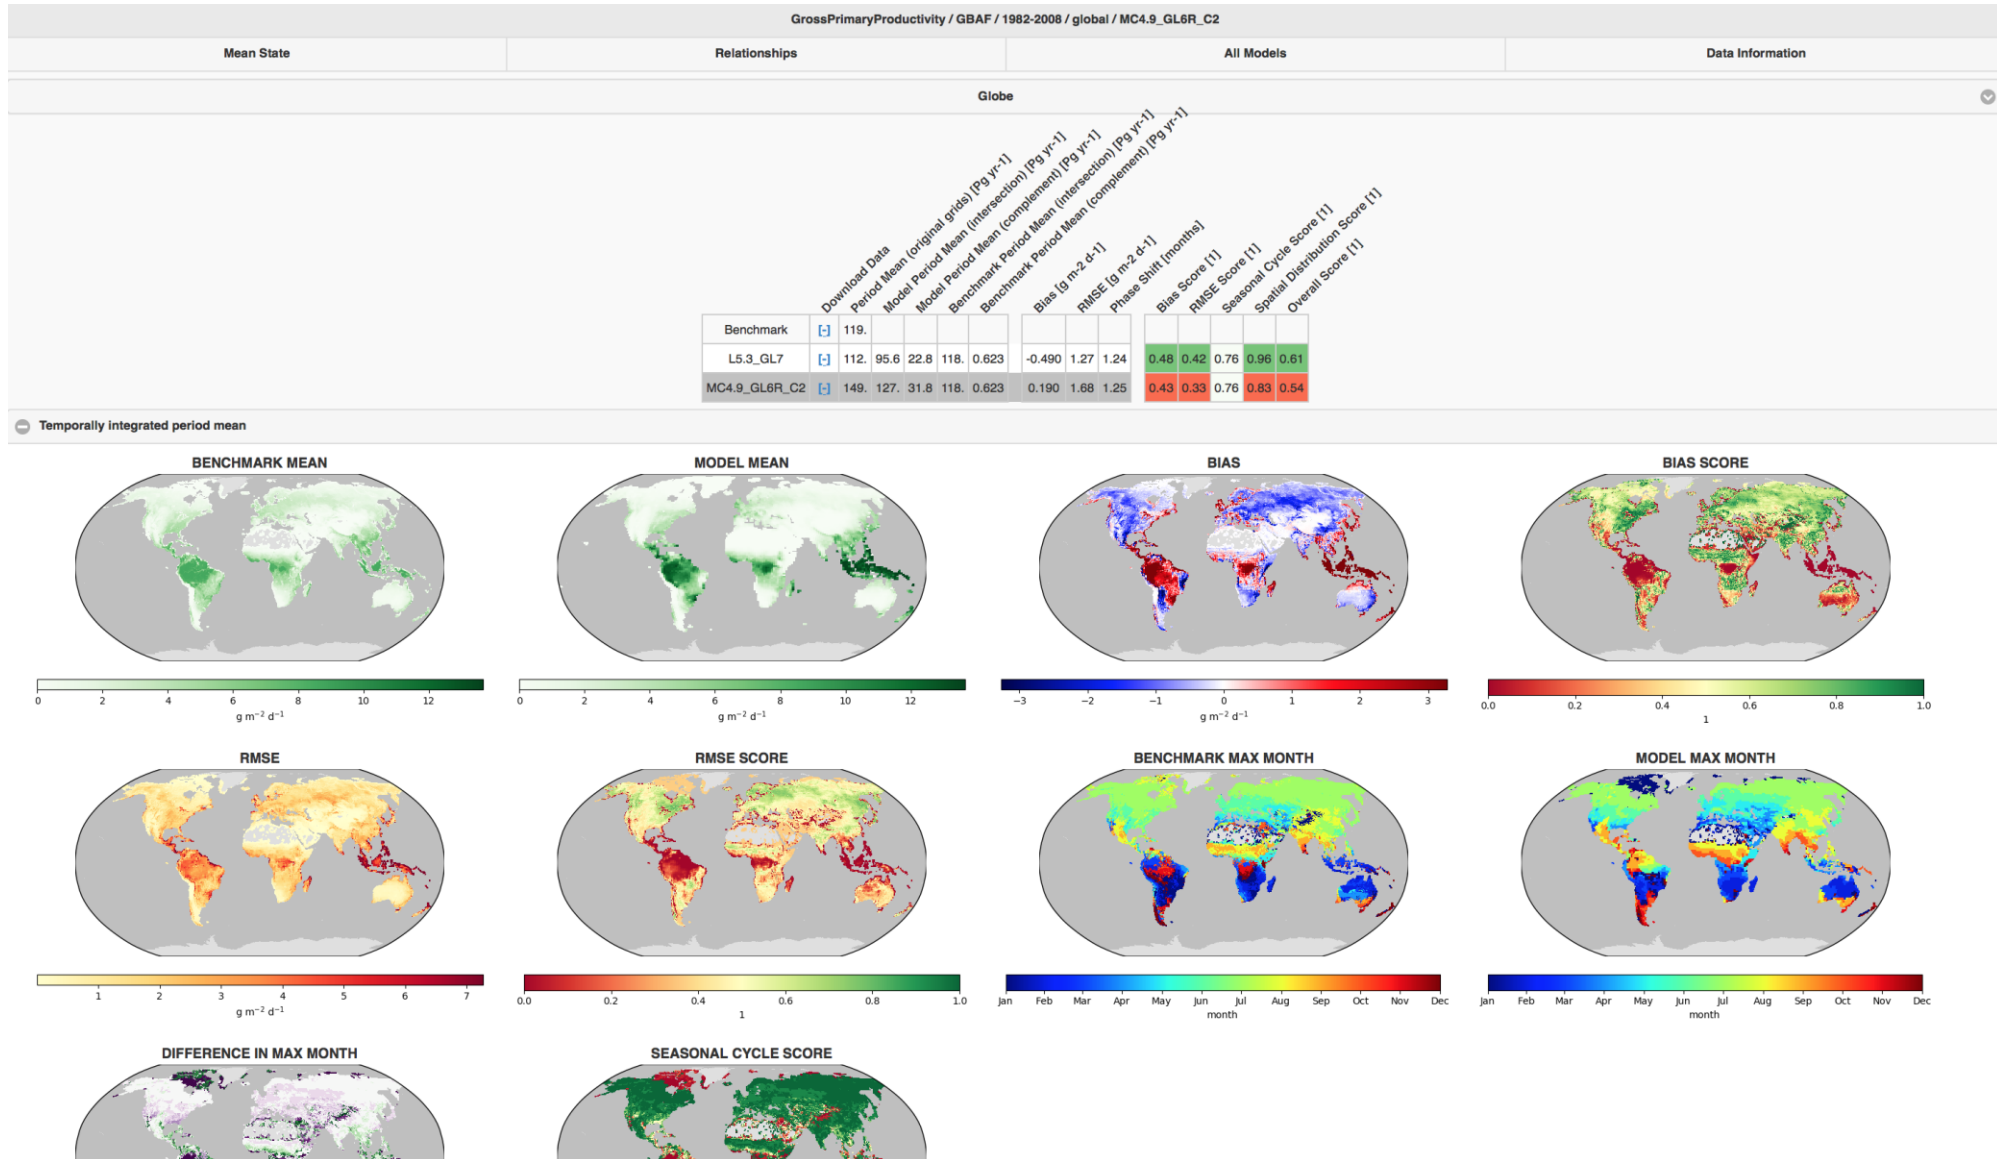 GrossPrimaryProductivity / GBAF / 1982-2008 / global / MC4.9_GL6R_C2
Mean State Relationships All Models Data Information
Globe
Download Data
Period Mean (original grids) [Pg yr-1]
Model Period Mean (intersection) [Pg yr-1]
Model Period Mean (complement) [Pg yr-1]
Benchmark Period Mean (intersection) [Pg yr-1]
Benchmark Period Mean (complement) [Pg yr-1]
Bias [g m-2 d-1]
RMSE [g m-2 d-1]
Phase Shift [months]
Bias Score [1]
RMSE Score [1]
Seasonal Cycle Score [1]
Spatial Distribution Score [1]
Overall Score [1]
Benchmark [-] 119.
L5.3_GL7 [-] 112. 95.6 22.8 118. 0.623 -0.490 1.27 1.24 0.48 0.42 0.76 0.96 0.61
MC4.9_GL6R_C2 [-] 149. 127. 31.8 118. 0.623 0.190 1.68 1.25 0.43 0.33 0.76 0.83 0.54
Temporally integrated period mean
BENCHMARK MEAN MODEL MEAN BIAS BIAS SCORE
0 2 4 6 8 10 12 0 2 4 6 8 10 12 −3 −2 −1 0 1 2 3 0.0 0.2 0.4 0.6 0.8 1.0
g m⁻² d⁻¹ g m⁻² d⁻¹ g m⁻² d⁻¹ 1
RMSE RMSE SCORE BENCHMARK MAX MONTH MODEL MAX MONTH
1 2 3 4 5 6 7 0.0 0.2 0.4 0.6 0.8 1.0 Jan Feb Mar Apr May Jun Jul Aug Sep Oct Nov Dec Jan Feb Mar Apr May Jun Jul Aug Sep Oct Nov Dec
g m⁻² d⁻¹ 1 month month
DIFFERENCE IN MAX MONTH SEASONAL CYCLE SCORE